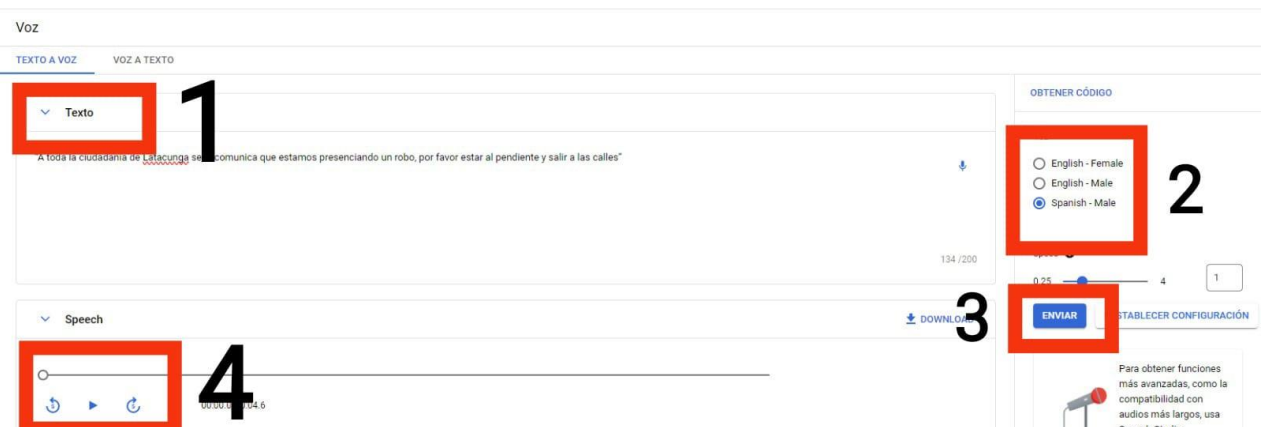 Voz
TEXTO A VOZ VOZ A TEXTO
Texto
1
A toda la ciudadania de Latacunga se comunica que estamos presenciando un robo, por favor estar al pendiente y salir a las calles"
134 /200
Speech
DOWNLOAD
4
OBTENER CÓDIGO
English - Female
English - Male
Spanish - Male
2
0.25 4 1
3
ENVIAR ESTABLECER CONFIGURACIÓN
Para obtener funciones
más avanzadas, como la
compatibilidad con
audios más largos, usa